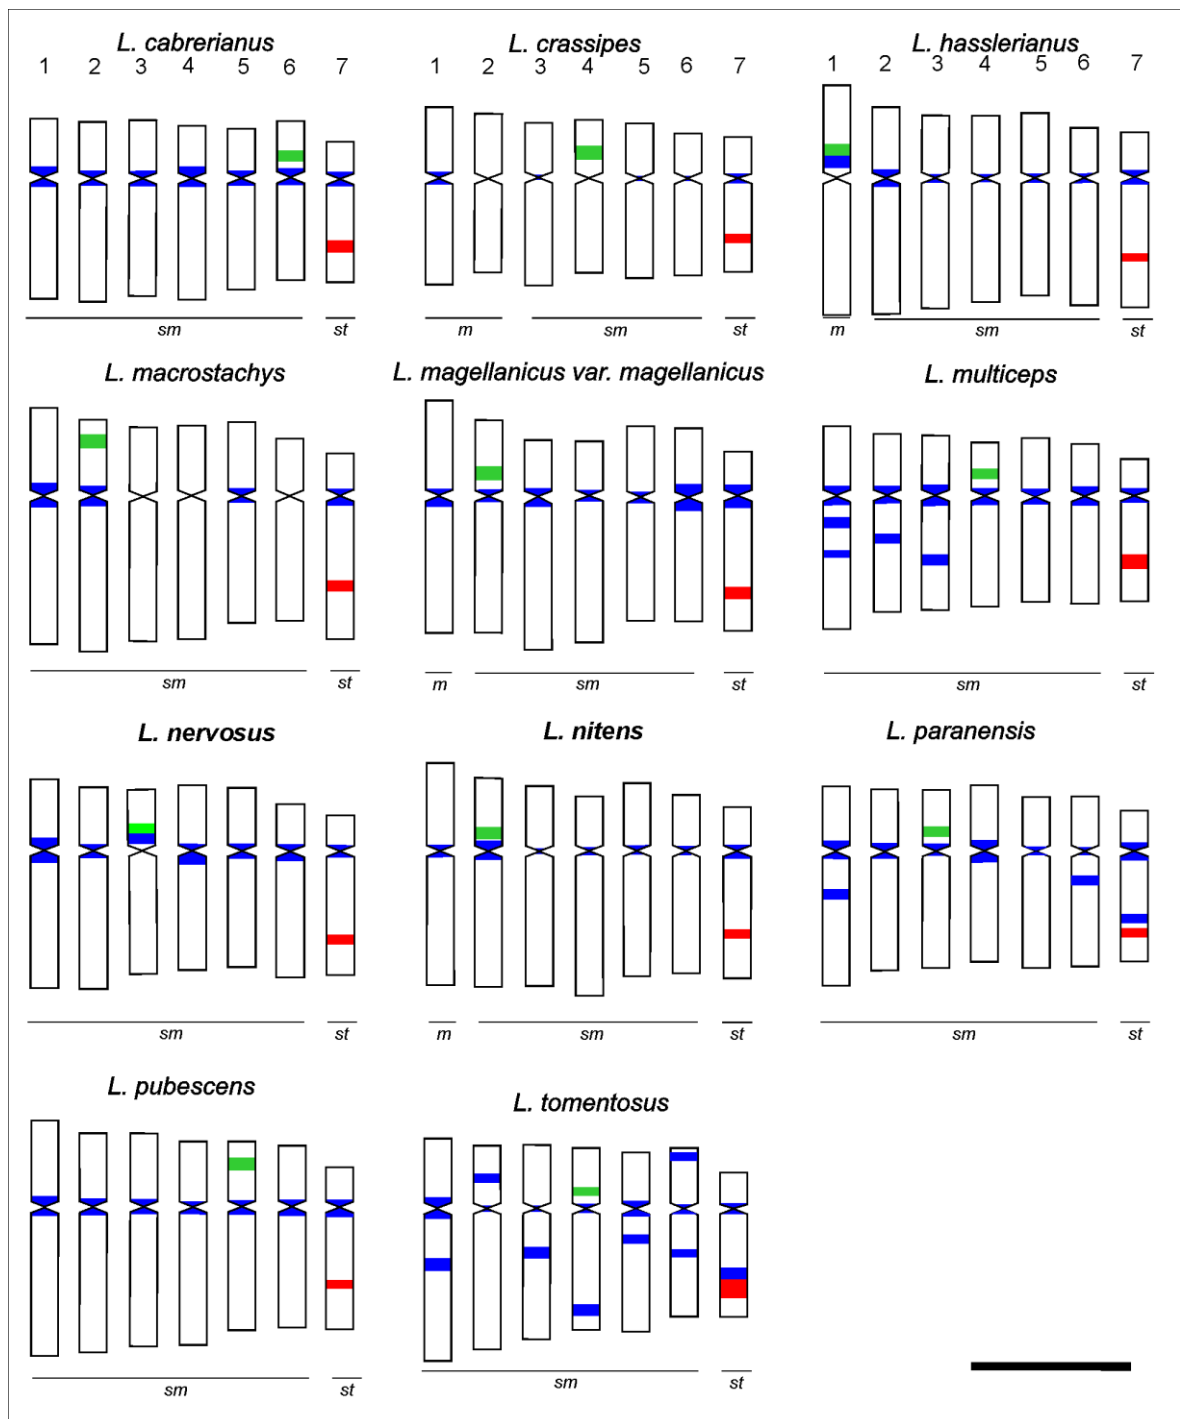 L. cabrerianus L. crassipes L. hasslerianus
1 2 3 4 5 6 7 1 2 3 4 5 6 7 1 2 3 4 5 6 7
sm st m sm st m sm st
L. macrostachys L. magellanicus var. magellanicus L. multiceps
sm st m sm st sm st
L. nervosus L. nitens L. paranensis
sm st m sm st sm st
L. pubescens L. tomentosus
sm st sm st